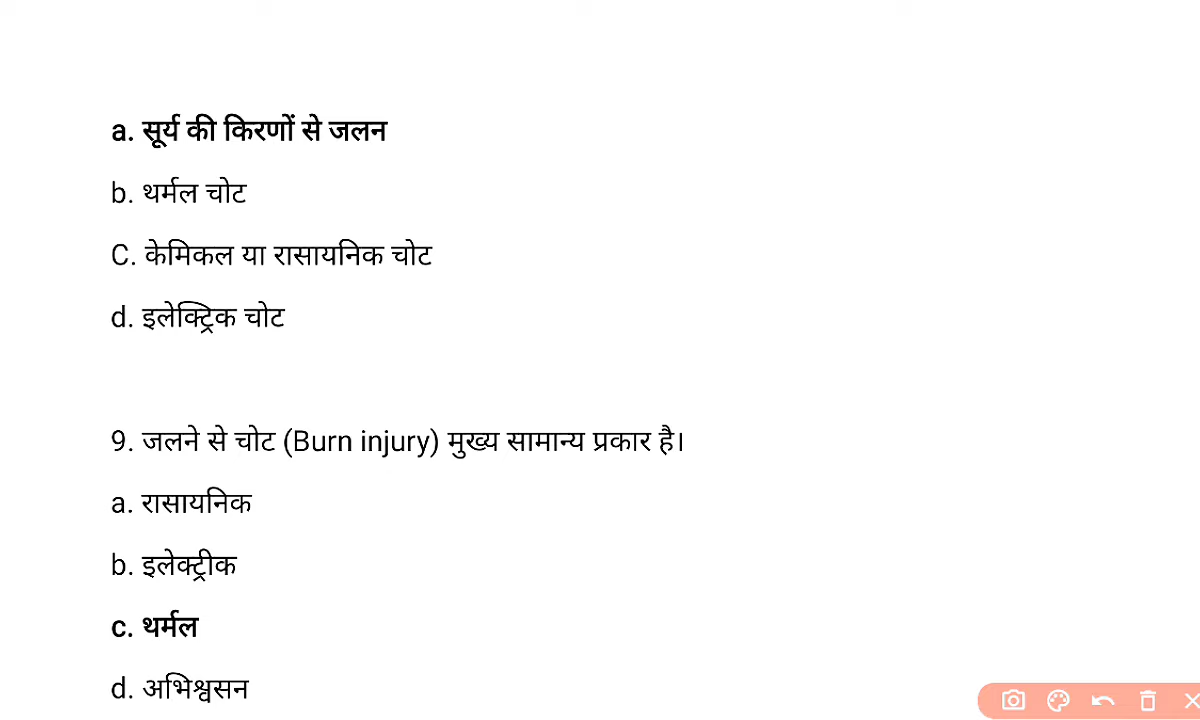 a. सूर्य की किरणों से जलन
b. थर्मल चोट
C. केमिकल या रासायनिक चोट
d. इलेक्ट्रिक चोट
9. जलने से चोट (Burn injury) मुख्य सामान्य प्रकार है।
a. रासायनिक
b. इलेक्ट्रीक
c. थर्मल
d. अभिश्वसन